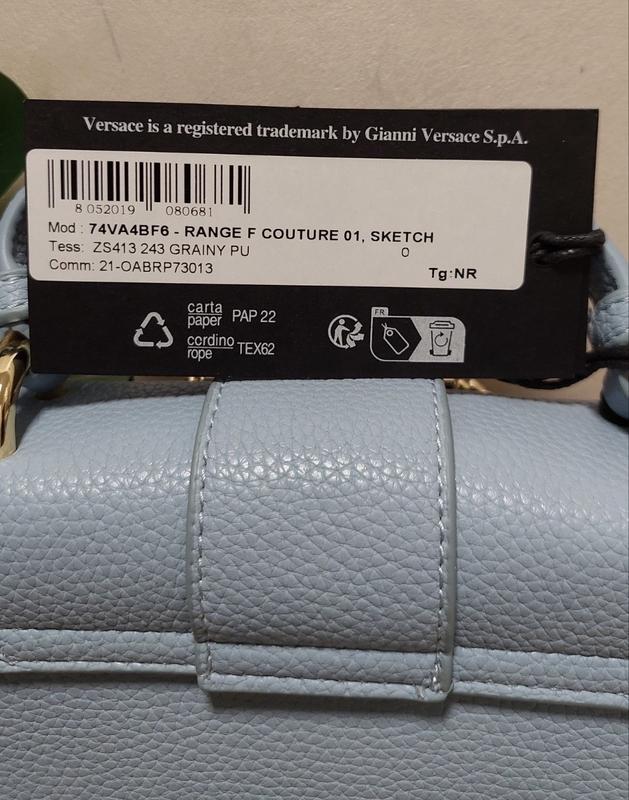 Versace is a registered trademark by Gianni Versace S.p.A.
8 052019 080681
Mod : 74VA4BF6 - RANGE F COUTURE 01, SKETCH
Tess: ZS413 243 GRAINY PU 0
Comm: 21-OABRP73013
Tg:NR
carta
paper PAP 22
cordino
rope TEX62
FR